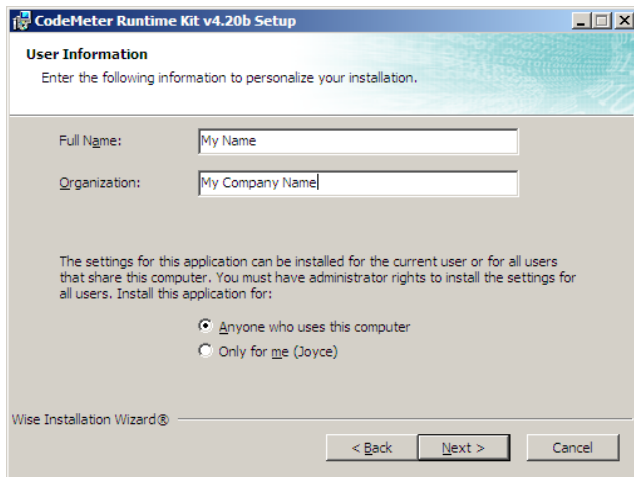 CodeMeter Runtime Kit v4.20b Setup
User Information
Enter the following information to personalize your installation.
Full Name:
My Name
Organization:
My Company Name
The settings for this application can be installed for the current user or for all users
that share this computer. You must have administrator rights to install the settings for
all users. Install this application for:
Anyone who uses this computer
Only for me (Joyce)
Wise Installation Wizard®
< Back
Next >
Cancel